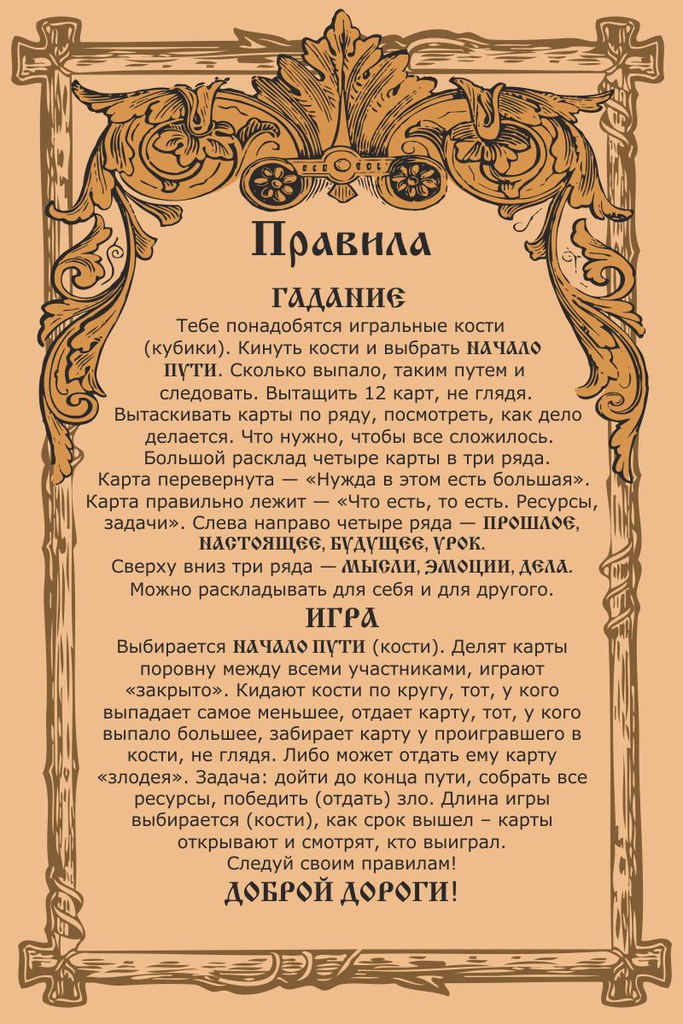 Правила
ГАДАНИЕ
Тебе понадобятся игральные кости
(кубики). Кинуть кости и выбрать НАЧАЛО
ПУТИ. Сколько выпало, таким путем и
следовать. Вытащить 12 карт, не глядя.
Вытаскивать карты по ряду, посмотреть, как дело
делается. Что нужно, чтобы все сложилось.
Большой расклад четыре карты в три ряда.
Карта перевернута — «Нужда в этом есть большая».
Карта правильно лежит — «Что есть, то есть. Ресурсы,
задачи». Слева направо четыре ряда — ПРОШЛОЕ,
НАСТОЯЩЕЕ, БУДУЩЕЕ, УРОК.
Сверху вниз три ряда — МЫСЛИ, ЭМОЦИИ, ДЕЛА.
Можно раскладывать для себя и для другого.
ИГРА
Выбирается НАЧАЛО ПУТИ (кости). Делят карты
поровну между всеми участниками, играют
«закрыто». Кидают кости по кругу, тот, у кого
выпадает самое меньшее, отдает карту, тот, у кого
выпало большее, забирает карту у проигравшего в
кости, не глядя. Либо может отдать ему карту
«злодея». Задача: дойти до конца пути, собрать все
ресурсы, победить (отдать) зло. Длина игры
выбирается (кости), как срок вышел – карты
открывают и смотрят, кто выиграл.
Следуй своим правилам!
ДОБРОЙ ДОРОГИ!